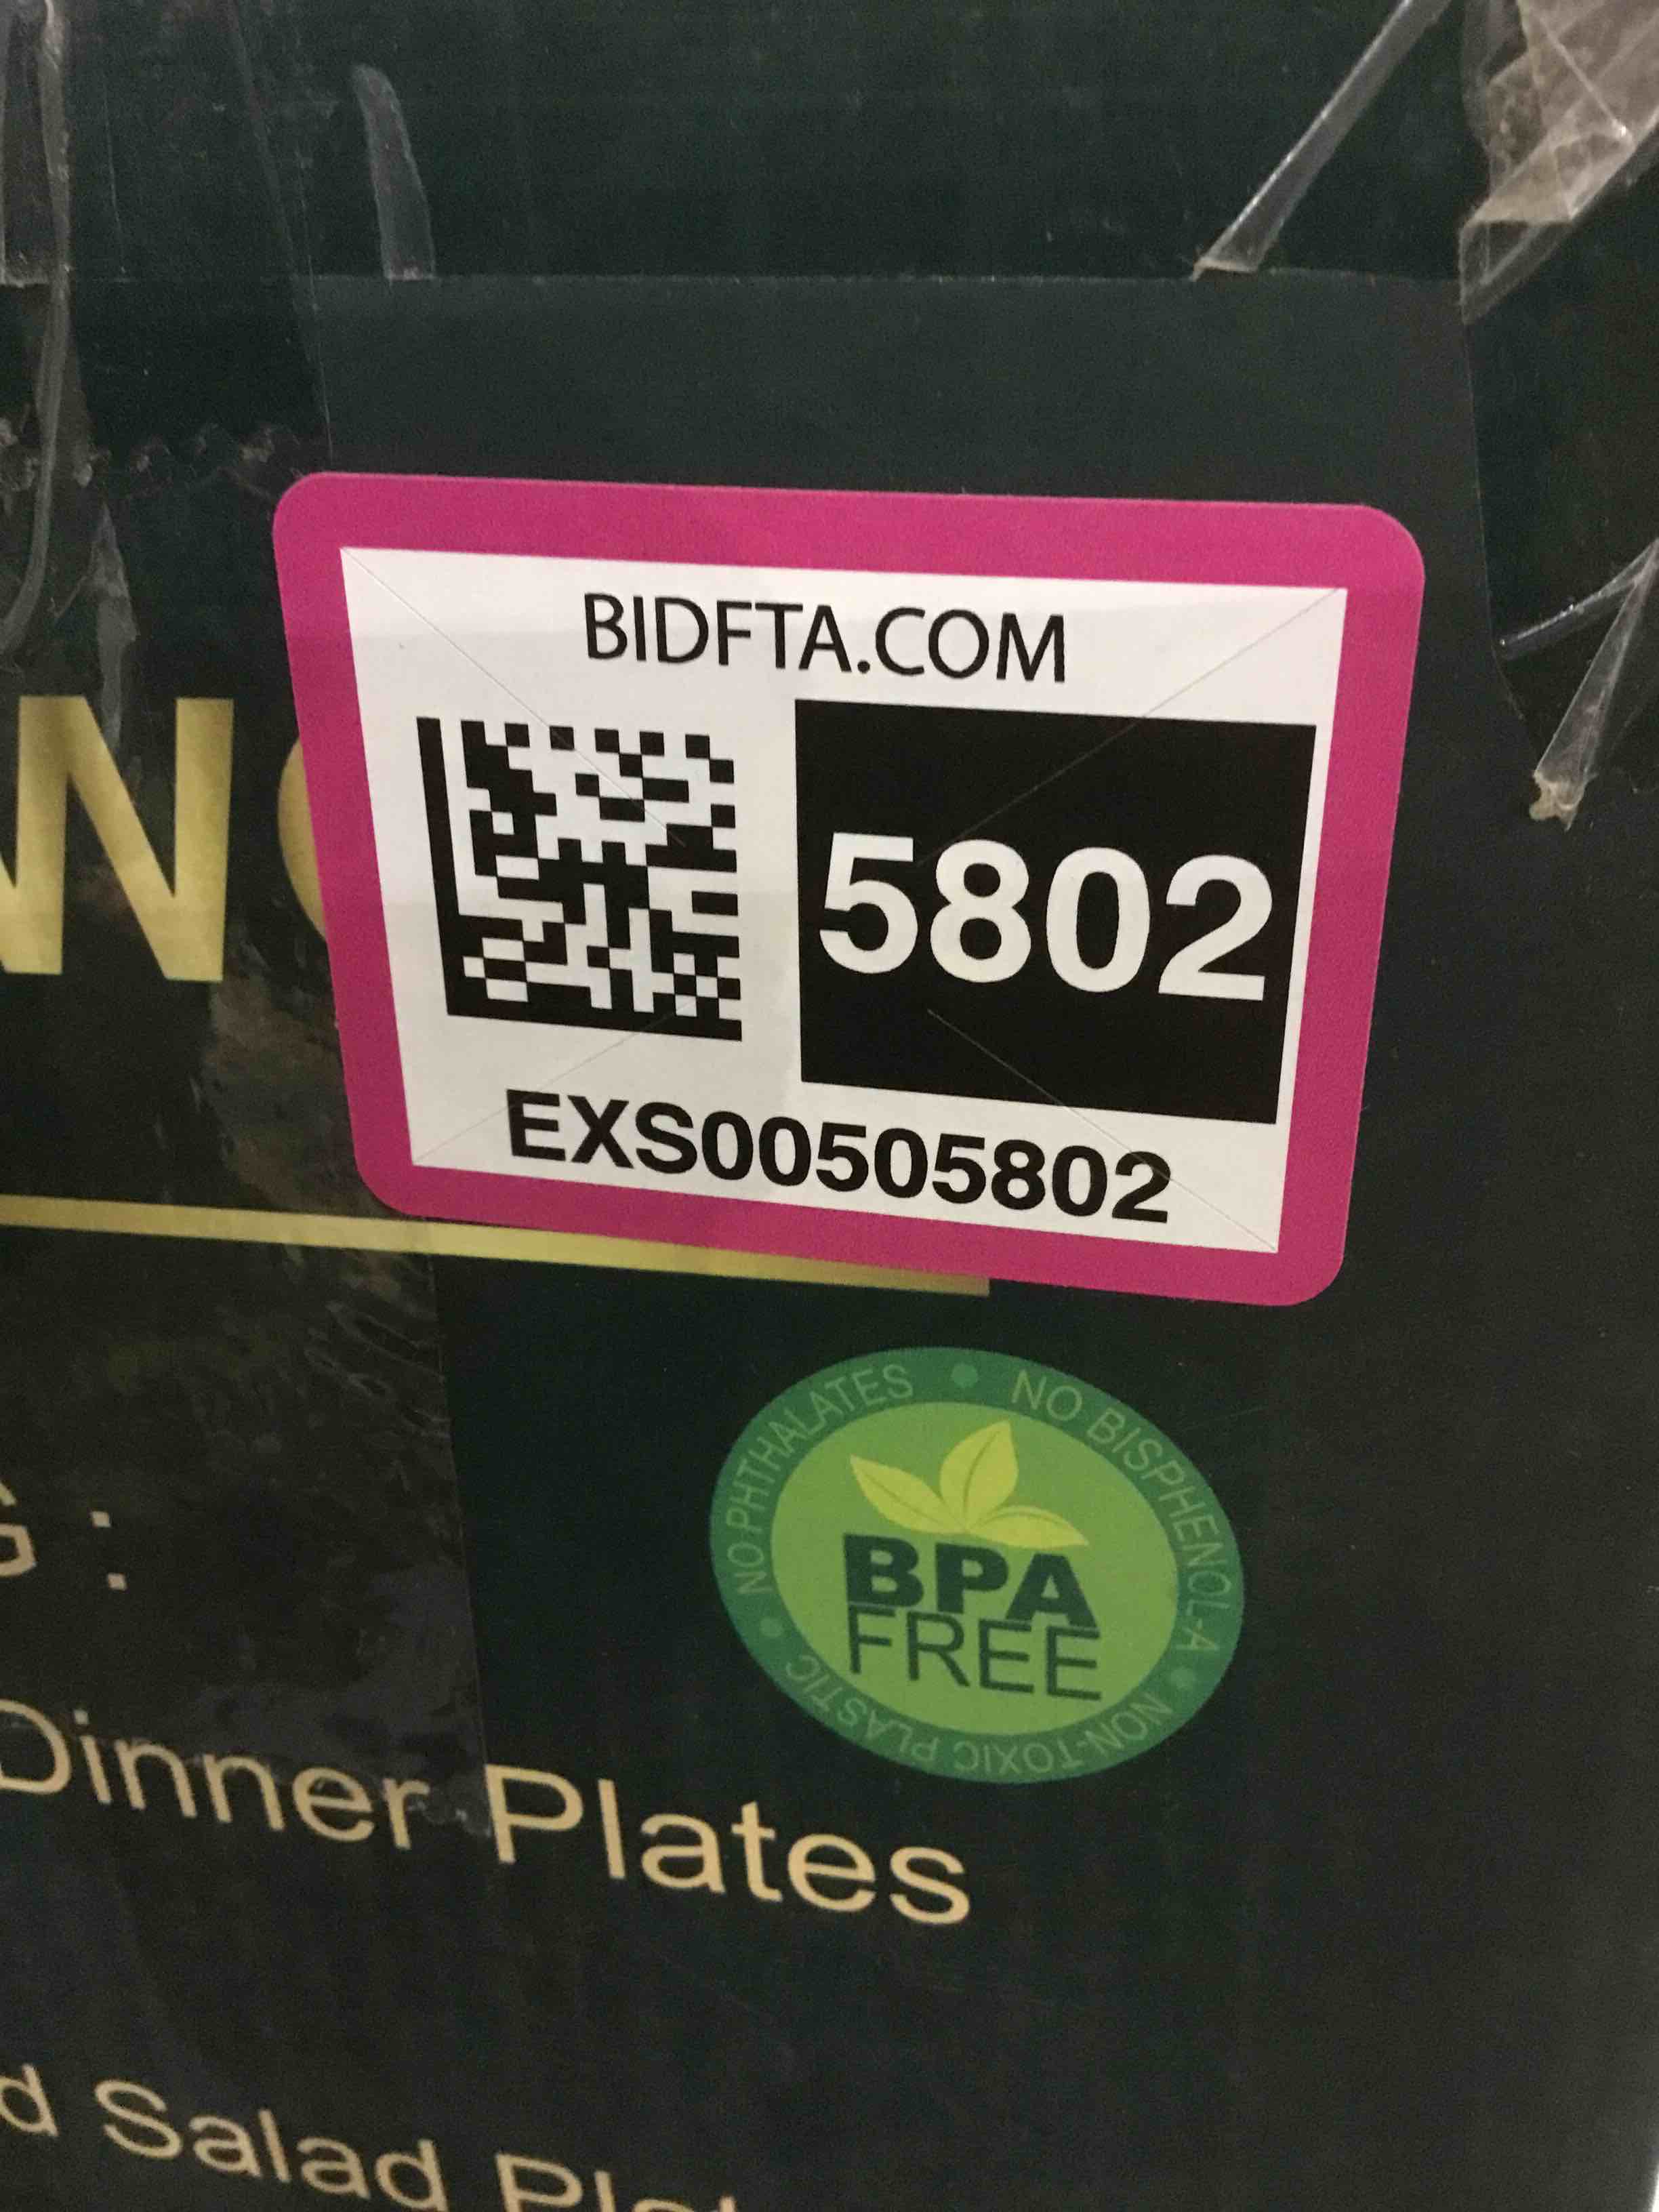 BIDFTA.COM
5802
EXS00505802
NO PHTHALATES • NO BISPHENOL-A • NON-TOXIC PLASTIC •
BPA
FREE
G :
Dinner Plates
d Salad